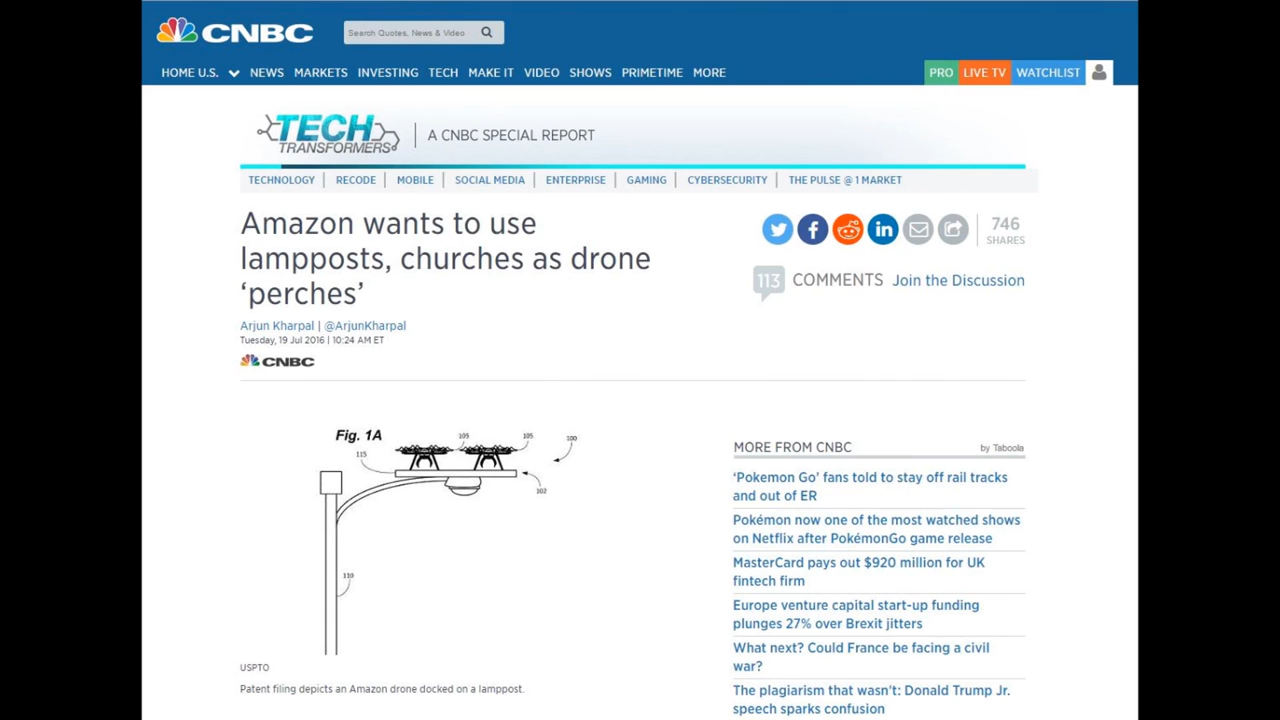 CNBC
Search Quotes, News & Video
HOME U.S. NEWS MARKETS INVESTING TECH MAKE IT VIDEO SHOWS PRIMETIME MORE
PRO LIVE TV WATCHLIST
TECH
TRANSFORMERS
A CNBC SPECIAL REPORT
TECHNOLOGY | RECODE | MOBILE | SOCIAL MEDIA | ENTERPRISE | GAMING | CYBERSECURITY | THE PULSE @ 1 MARKET
Amazon wants to use
lampposts, churches as drone
‘perches’
746
SHARES
113 COMMENTS Join the Discussion
Arjun Kharpal | @ArjunKharpal
Tuesday, 19 Jul 2016 | 10:24 AM ET
CNBC
Fig. 1A
105
105
100
115
102
110
USPTO
Patent filing depicts an Amazon drone docked on a lamppost.
MORE FROM CNBC
by Taboola
‘Pokemon Go’ fans told to stay off rail tracks
and out of ER
Pokémon now one of the most watched shows
on Netflix after PokémonGo game release
MasterCard pays out $920 million for UK
fintech firm
Europe venture capital start-up funding
plunges 27% over Brexit jitters
What next? Could France be facing a civil
war?
The plagiarism that wasn't: Donald Trump Jr.
speech sparks confusion